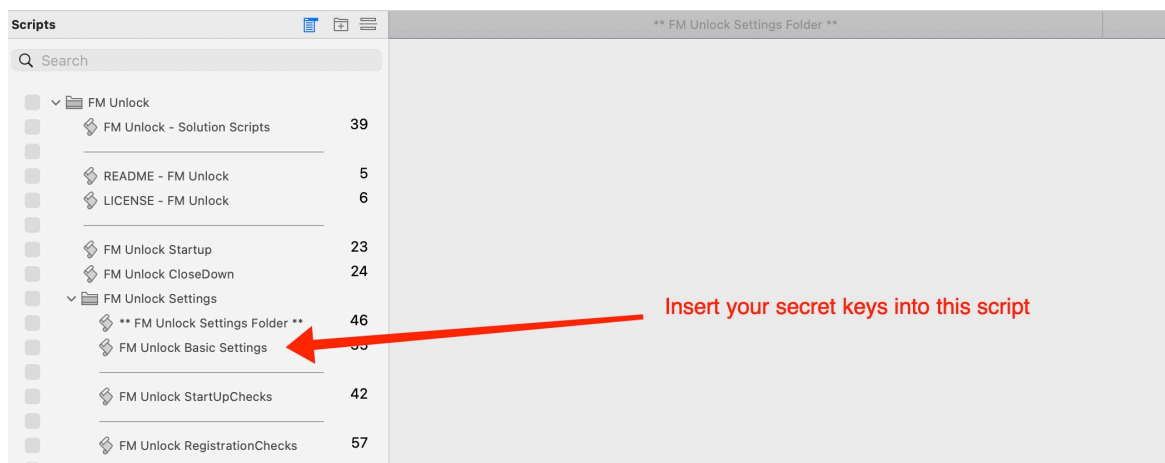 Scripts
** FM Unlock Settings Folder **
Search
FM Unlock
FM Unlock - Solution Scripts 39
README - FM Unlock 5
LICENSE - FM Unlock 6
FM Unlock Startup 23
FM Unlock CloseDown 24
FM Unlock Settings
Insert your secret keys into this script
** FM Unlock Settings Folder ** 46
FM Unlock Basic Settings
FM Unlock StartUpChecks 42
FM Unlock RegistrationChecks 57